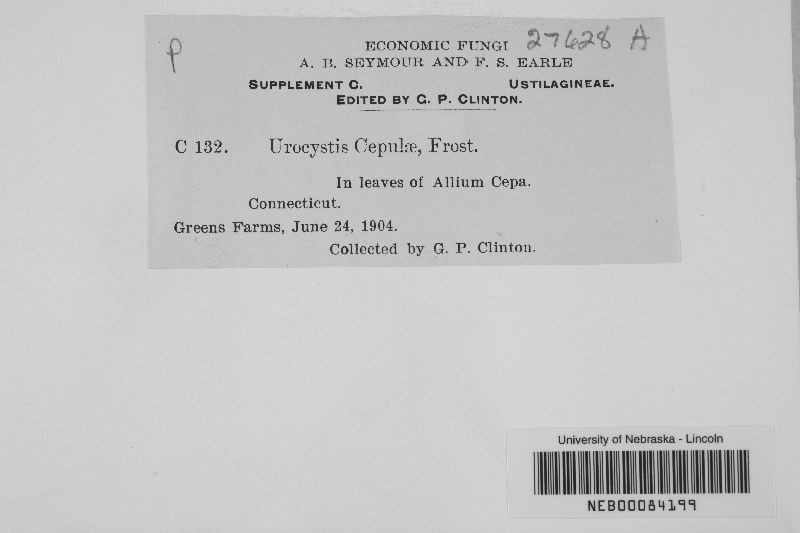 P
27628 A
ECONOMIC FUNGI
A. B. SEYMOUR AND F. S. EARLE
SUPPLEMENT C. USTILAGINEAE.
EDITED BY G. P. CLINTON.
C 132. Urocystis Cepulæ, Frost.
In leaves of Allium Cepa.
Connecticut.
Greens Farms, June 24, 1904.
Collected by G. P. Clinton.
University of Nebraska - Lincoln
NEB00084199